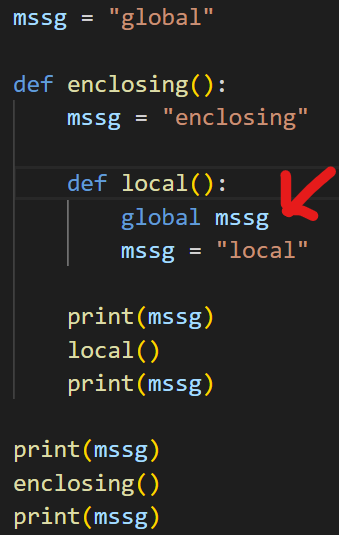 mssg = "global"
def enclosing():
    mssg = "enclosing"
    def local():
        global mssg
        mssg = "local"
    print(mssg)
    local()
    print(mssg)
print(mssg)
enclosing()
print(mssg)